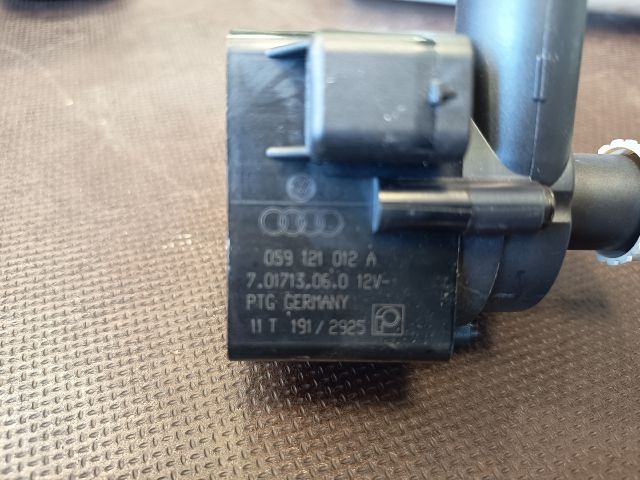 059 121 012 A
7.01713.06.0 12V-
PTG GERMANY
11 T 191/2925